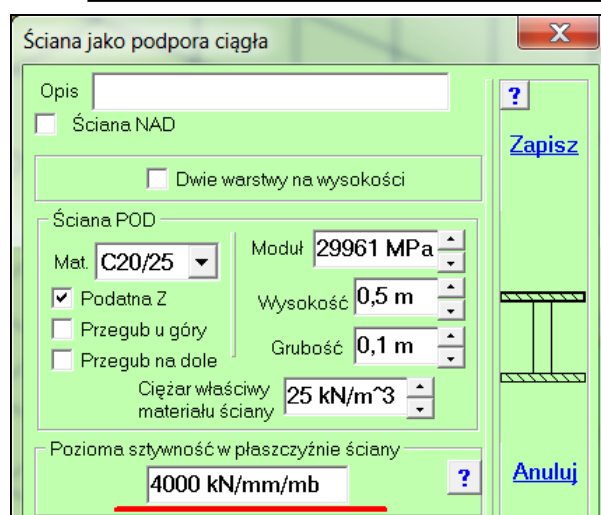 Ściana jako podpora ciągła
X
Opis
?
Ściana NAD
Zapisz
Dwie warstwy na wysokości
Ściana POD
Mat. C20/25
Moduł 29961 MPa
Podatna Z
Wysokość 0,5 m
Przegub u góry
Grubość 0,1 m
Przegub na dole
Ciężar właściwy
materiału ściany 25 kN/m^3
Pozioma sztywność w płaszczyźnie ściany
4000 kN/mm/mb
?
Anuluj